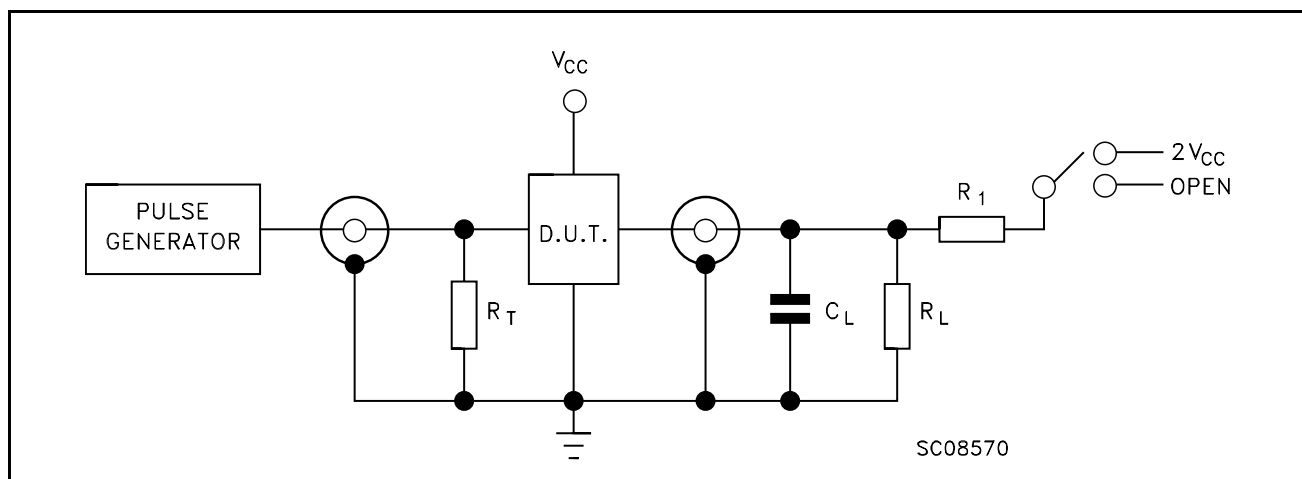 VCC
2VCC
OPEN
R1
PULSE
GENERATOR
D.U.T.
RT
CL
RL
SC08570